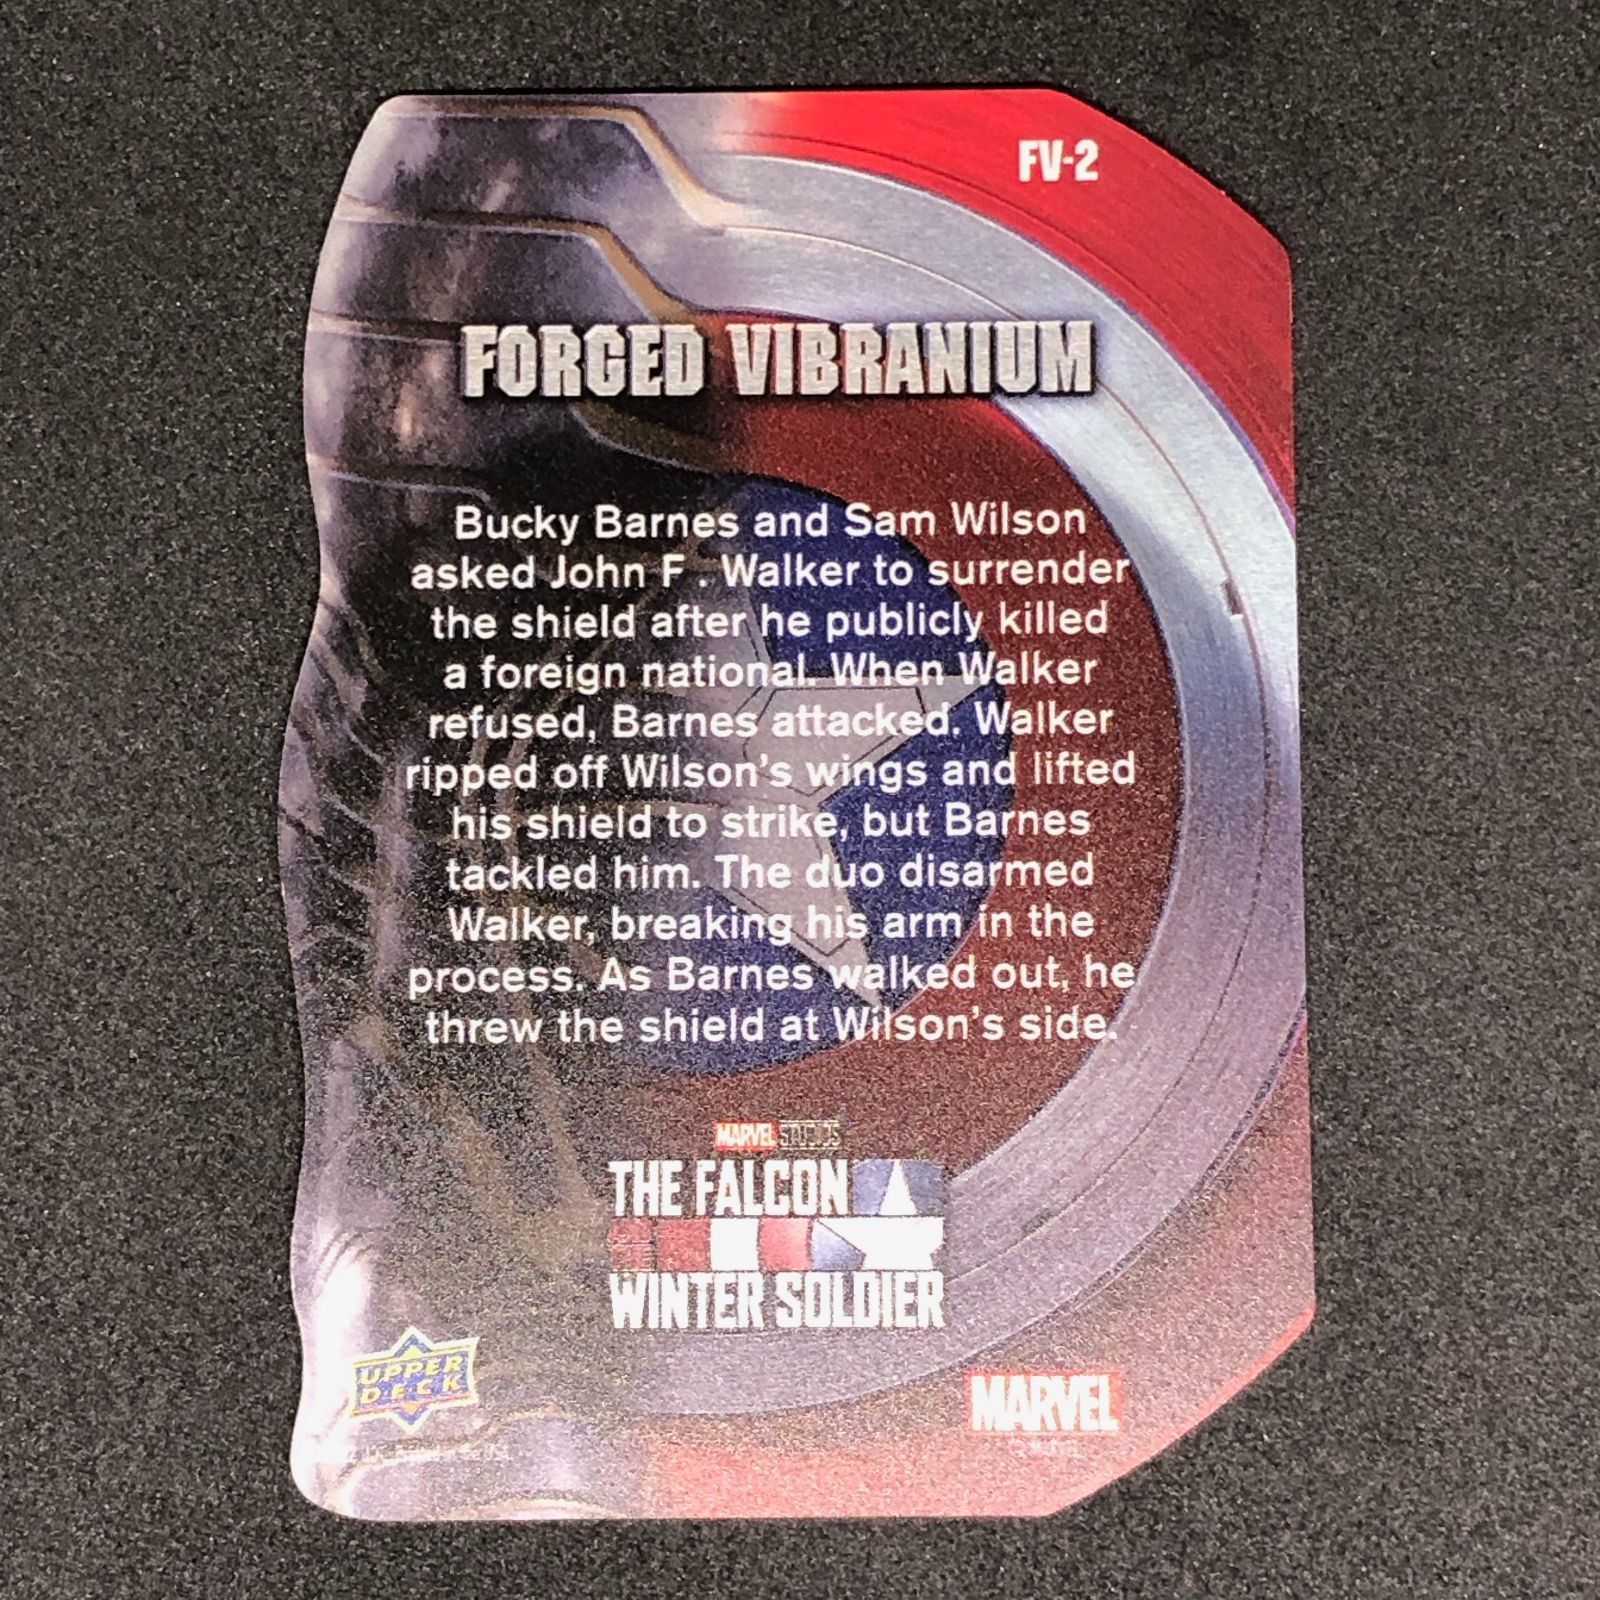 FV-2
FORGED VIBRANIUM
Bucky Barnes and Sam Wilson
asked John F . Walker to surrender
the shield after he publicly killed
a foreign national. When Walker
refused, Barnes attacked. Walker
ripped off Wilson's wings and lifted
his shield to strike, but Barnes
tackled him. The duo disarmed
Walker, breaking his arm in the
process. As Barnes walked out, he
threw the shield at Wilson's side.
MARVEL STUDIOS
THE FALCON
WINTER SOLDIER
UPPER
DECK
MARVEL